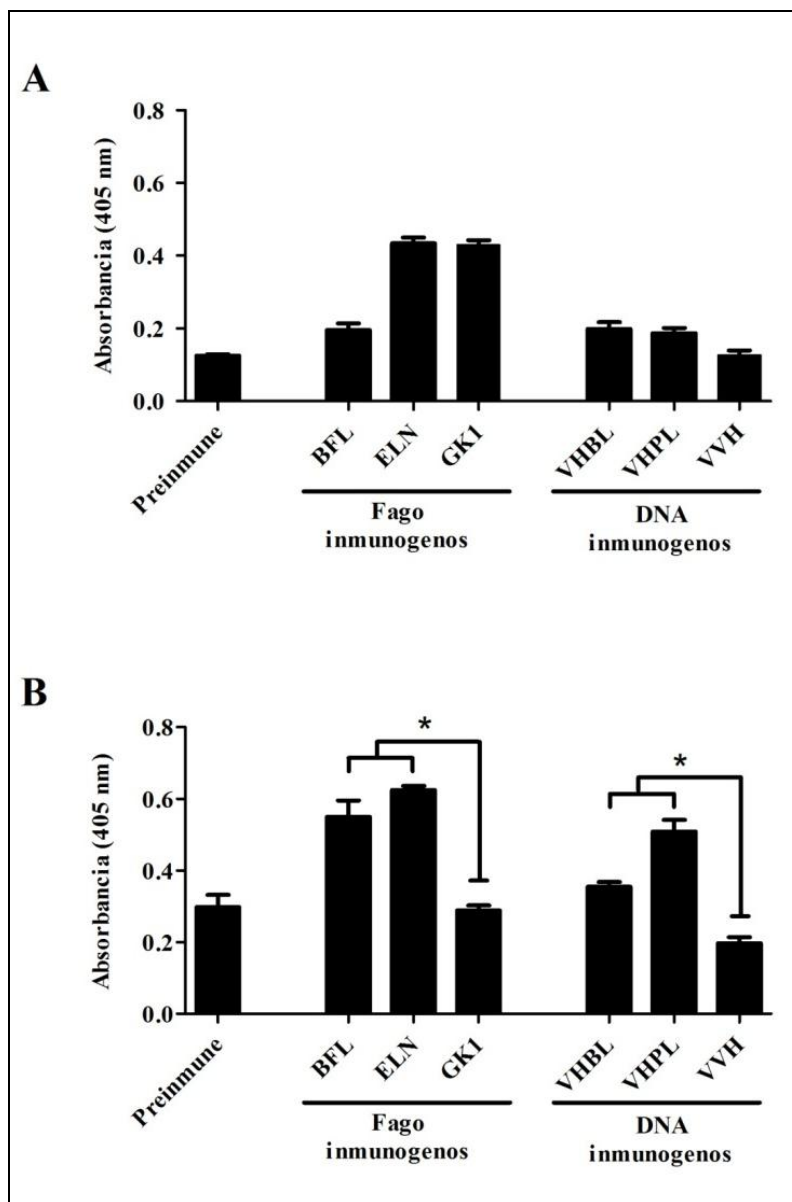 A
Absorbancia (405 nm)
0.8
0.6
0.4
0.2
0.0
Preinmune
BFL
ELN
GK1
VHBL
VHPL
VVH
Fago
inmunogenos
DNA
inmunogenos
B
Absorbancia (405 nm)
0.8
0.6
0.4
0.2
0.0
*
*
Preinmune
BFL
ELN
GK1
VHBL
VHPL
VVH
Fago
inmunogenos
DNA
inmunogenos